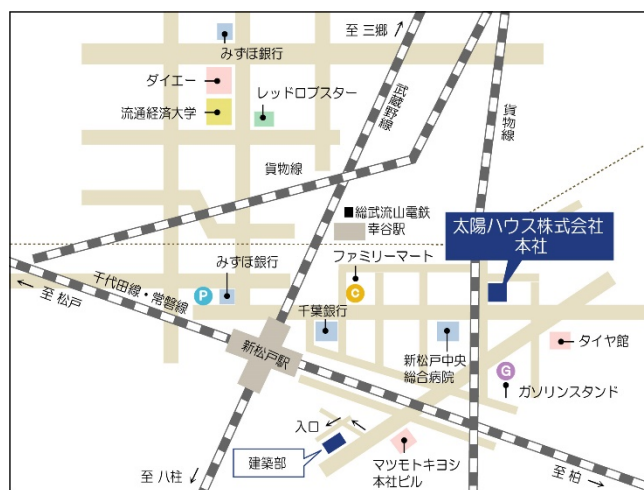 至 三郷
みずほ銀行
ダイエー
流通経済大学
レッドロブスター
武蔵野線
貨物線
貨物線
■総武流山電鉄
幸谷駅
太陽ハウス株式会社
本社
ファミリーマート
C
みずほ銀行
P
千代田線・常磐線
至 松戸
千葉銀行
新松戸中央
総合病院
タイヤ館
新松戸駅
G
ガソリンスタンド
入口
建築部
マツモトキヨシ
本社ビル
至 八柱
至 柏